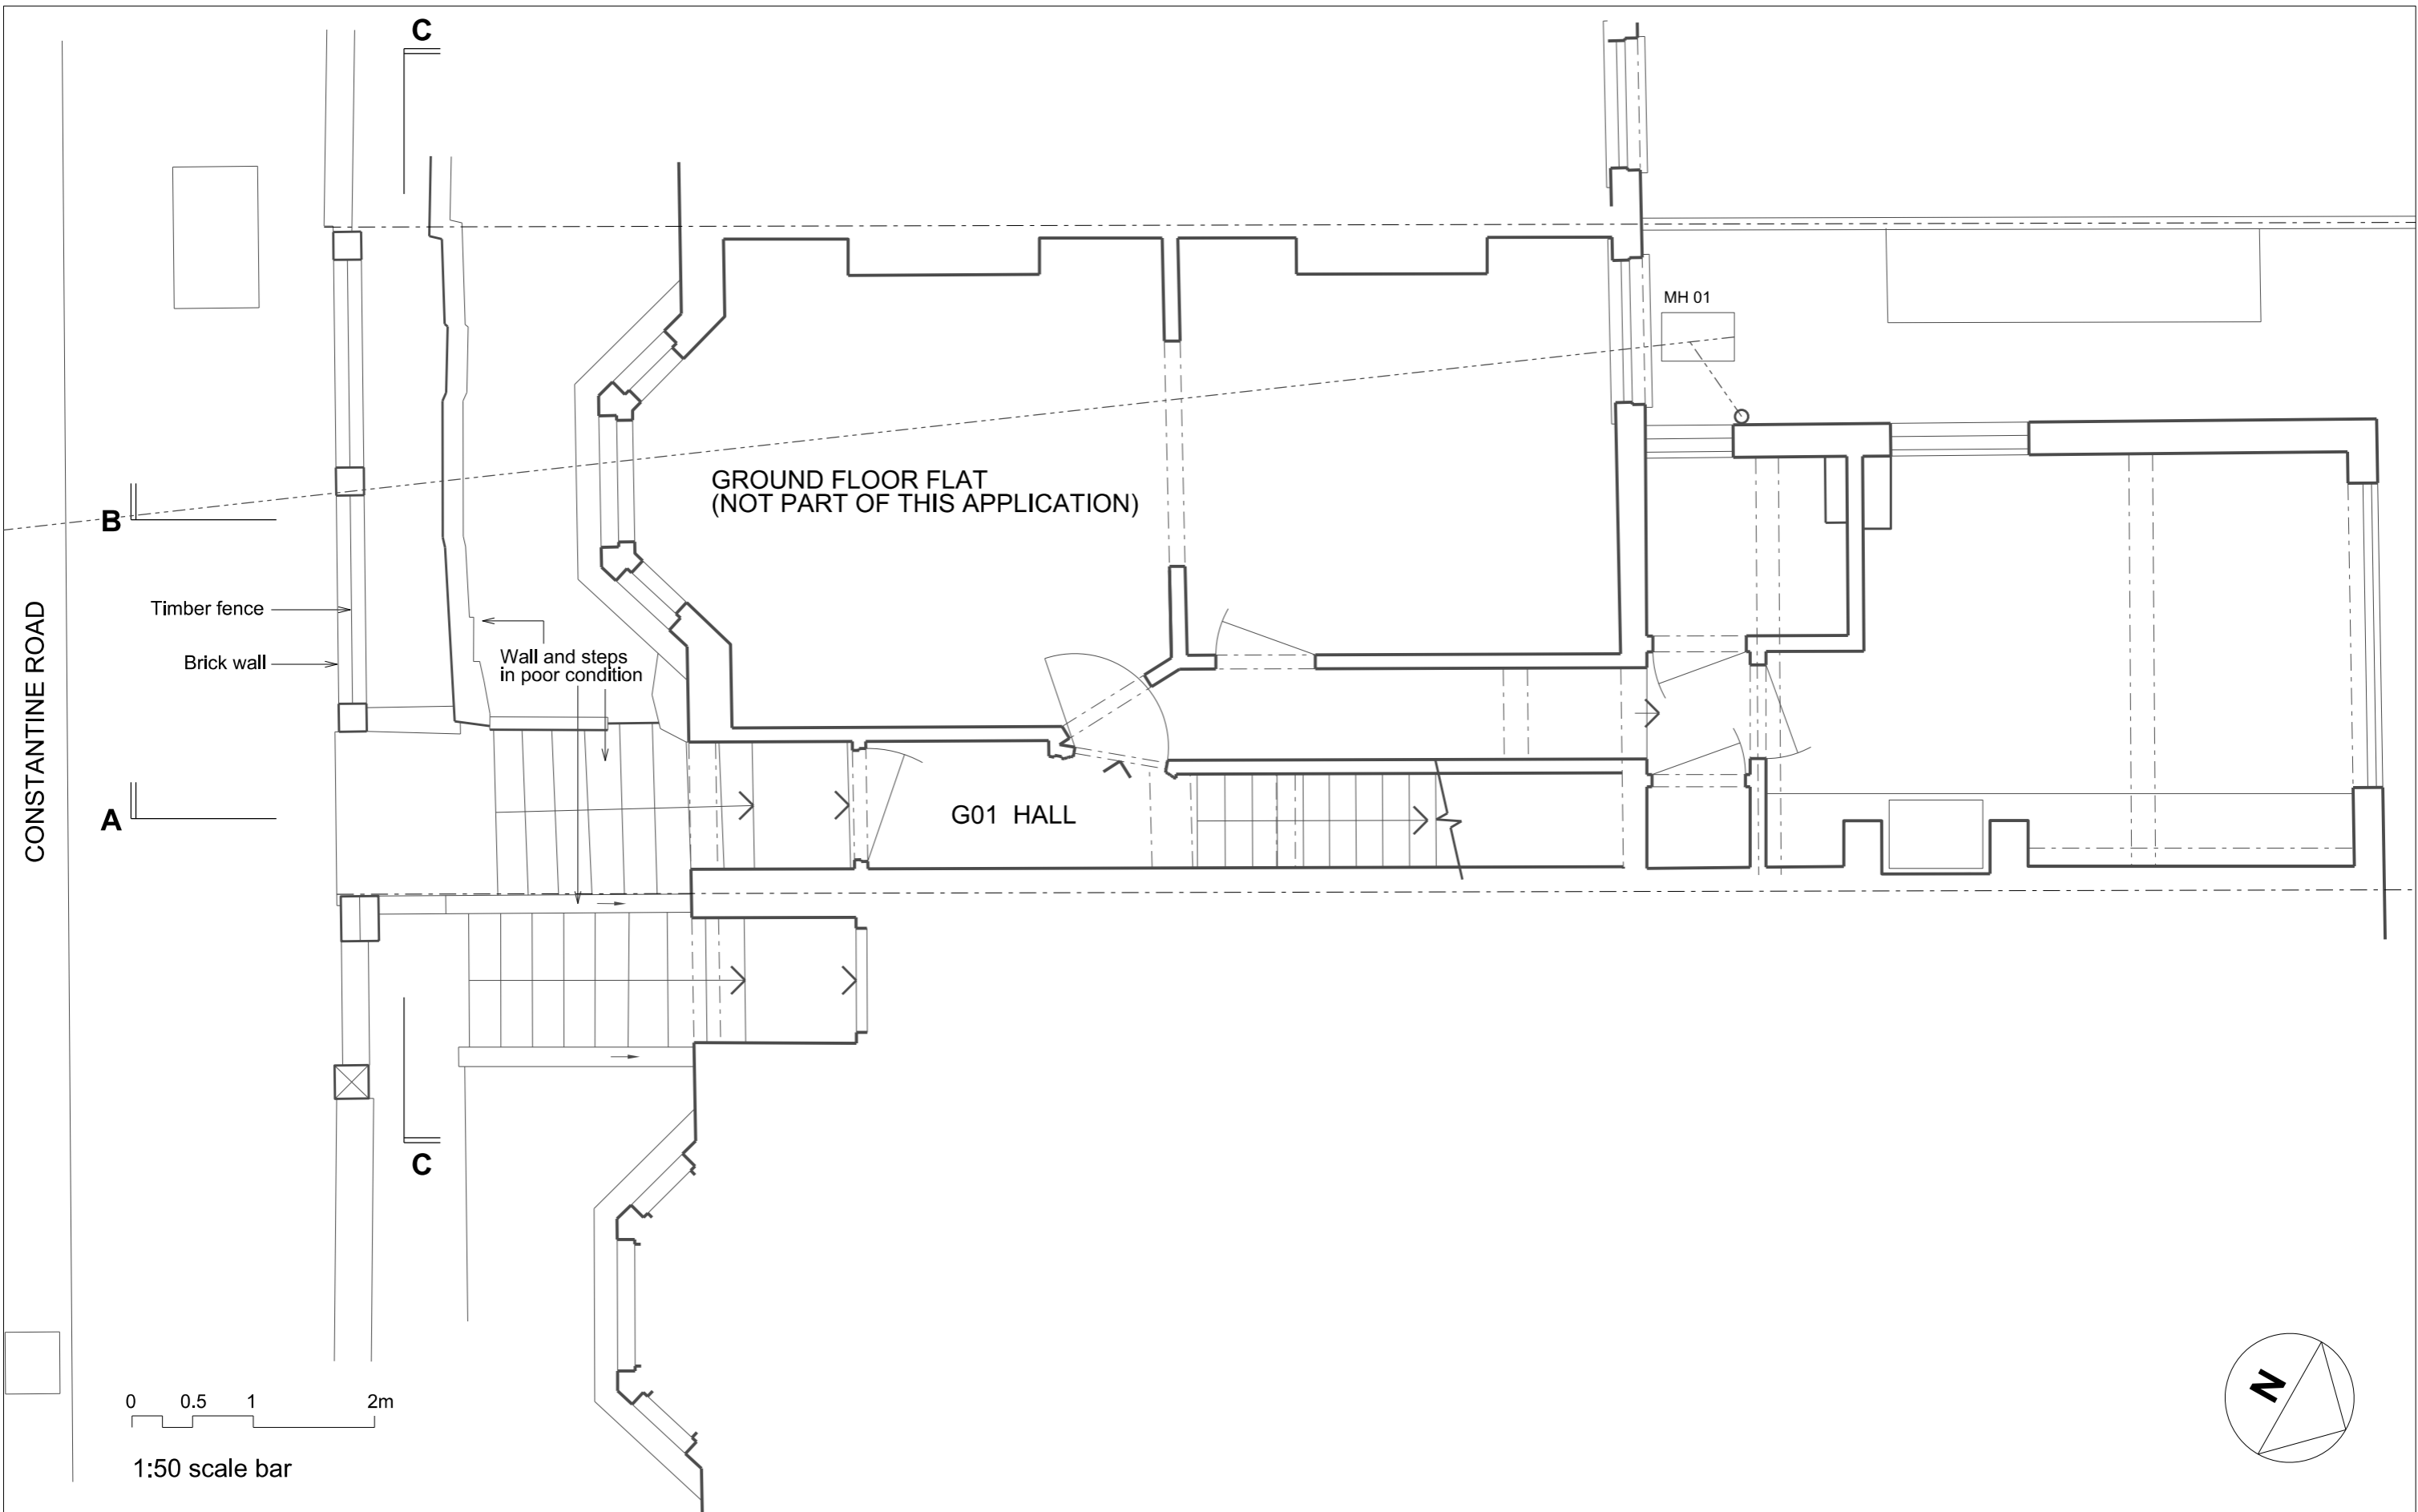 C
MH 01
GROUND FLOOR FLAT
(NOT PART OF THIS APPLICATION)
B
Timber fence
Brick wall
Wall and steps
in poor condition
CONSTANTINE ROAD
A
G01 HALL
C
0 0.5 1 2m
1:50 scale bar
N